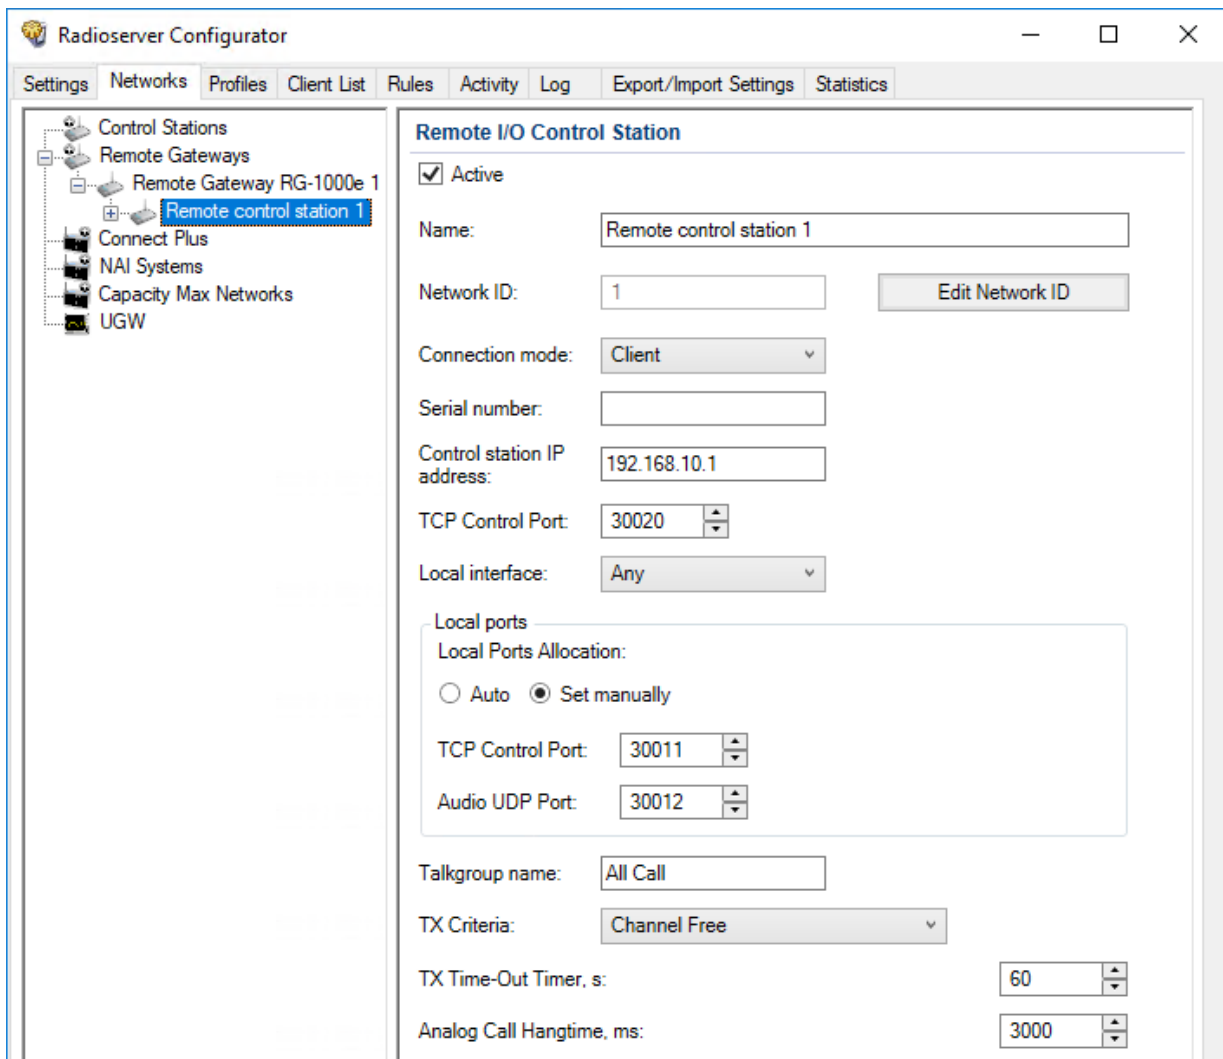 Radioserver Configurator
Settings Networks Profiles Client List Rules Activity Log Export/Import Settings Statistics
Control Stations
Remote Gateways
Remote Gateway RG-1000e 1
Remote control station 1
Connect Plus
NAI Systems
Capacity Max Networks
UGW
Remote I/O Control Station
Active
Name: Remote control station 1
Network ID: 1 Edit Network ID
Connection mode: Client
Serial number:
Control station IP
address: 192.168.10.1
TCP Control Port: 30020
Local interface: Any
Local ports
Local Ports Allocation:
Auto Set manually
TCP Control Port: 30011
Audio UDP Port: 30012
Talkgroup name: All Call
TX Criteria: Channel Free
TX Time-Out Timer, s: 60
Analog Call Hangtime, ms: 3000